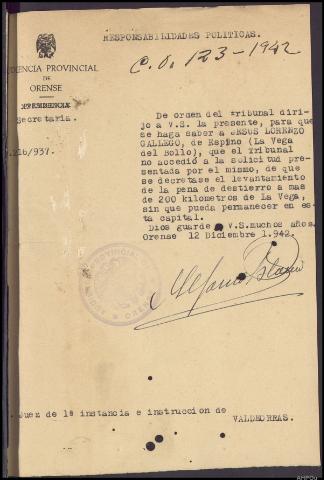 RESPONSABILIDADES POLITICAS.
C. O. 123-1942
AUDIENCIA PROVINCIAL
DE
ORENSE
PRESIDENCIA
Secretaria.
216/937.
De orden del tribunal diri-
jo a V.S. la presente, para que
se haga saber a JESUS LORENZO
GALLEGO, de Espino (La Vega
del Bollo), que el Tribunal
no accedió a la solicitud pre-
sentada por el mismo, de que
se decretase el levantamiento
de la pena de destierro a mas
de 200 kilometros de La Vega,
sin que pueda permanecer en es-
ta capital.
Dios guarde a V.S. muchos años.
Orense 12 Diciembre 1.942.
Juez de 1ª instancia e instruccion de
VALDEORRAS.